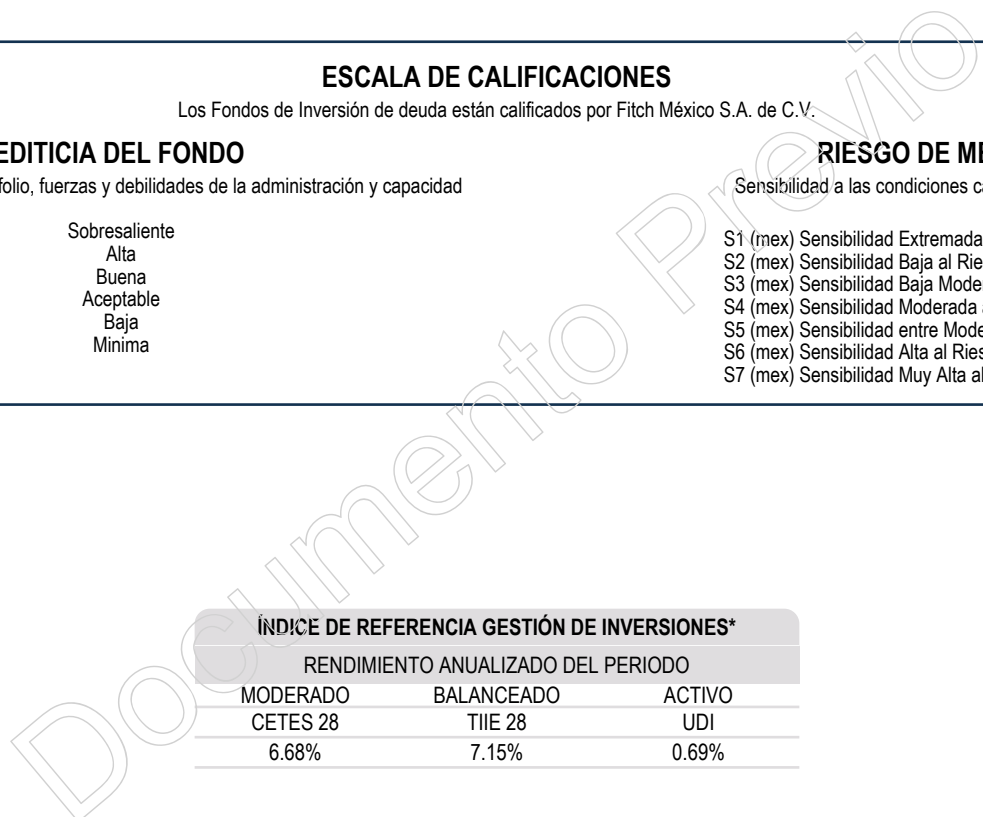 ESCALA DE CALIFICACIONES
Los Fondos de Inversión de deuda están calificados por Fitch México S.A. de C.V.
EDITICIA DEL FONDO
folio, fuerzas y debilidades de la administración y capacidad
Sobresaliente
Alta
Buena
Aceptable
Baja
Minima
RIESGO DE ME
Sensibilidad a las condiciones ca
S1 (mex) Sensibilidad Extremada
S2 (mex) Sensibilidad Baja al Rie
S3 (mex) Sensibilidad Baja Moder
S4 (mex) Sensibilidad Moderada a
S5 (mex) Sensibilidad entre Mode
S6 (mex) Sensibilidad Alta al Ries
S7 (mex) Sensibilidad Muy Alta al
ÍNDICE DE REFERENCIA GESTIÓN DE INVERSIONES*
RENDIMIENTO ANUALIZADO DEL PERIODO
MODERADO BALANCEADO ACTIVO
CETES 28 TIIE 28 UDI
6.68% 7.15% 0.69%
Documento Previo